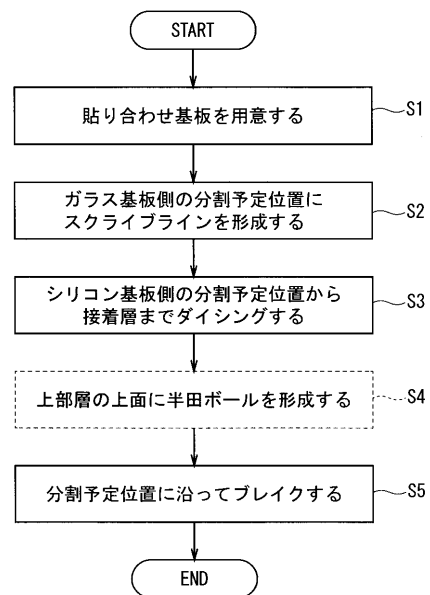 START
貼り合わせ基板を用意する
S1
ガラス基板側の分割予定位置に
スクライブラインを形成する
S2
シリコン基板側の分割予定位置から
接着層までダイシングする
S3
上部層の上面に半田ボールを形成する
S4
分割予定位置に沿ってブレイクする
S5
END